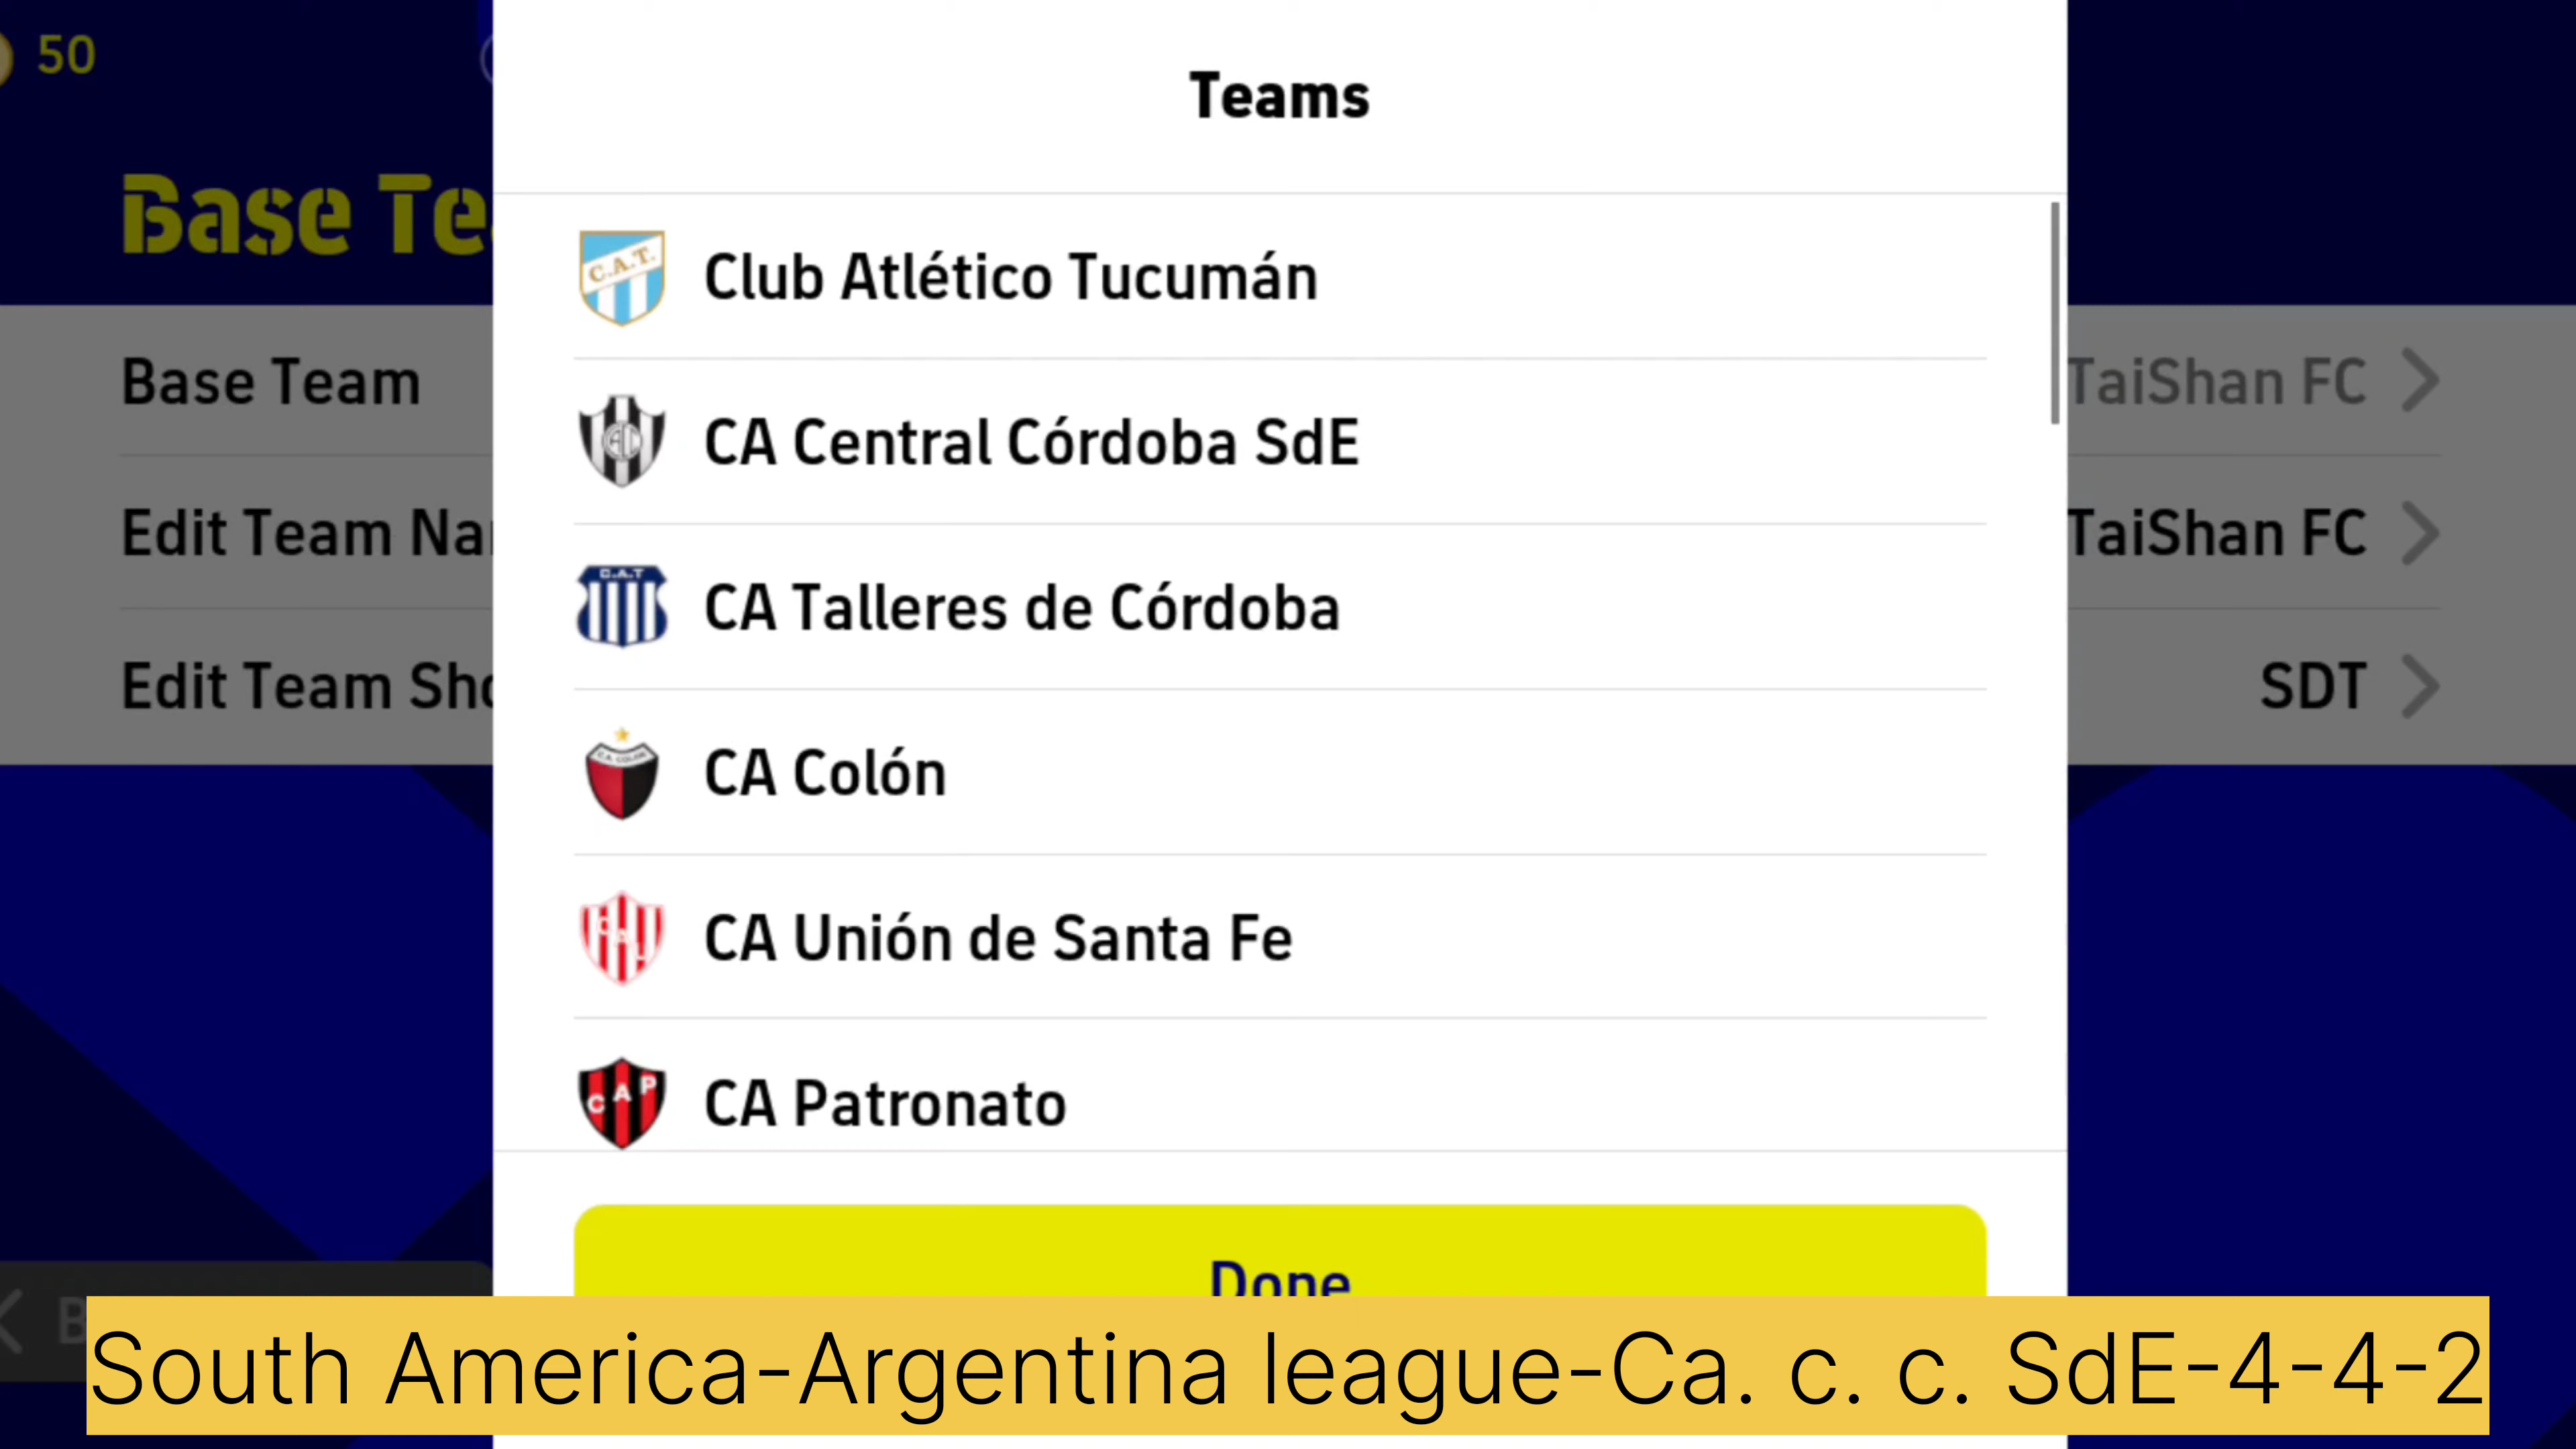 50
Teams
Base Te
Club Atlético Tucumán
Base Team
TaiShan FC
CA Central Córdoba SdE
Edit Team Na
TaiShan FC
CA Talleres de Córdoba
Edit Team Sho
SDT
CA Colón
CA Unión de Santa Fe
CA Patronato
Done
South America-Argentina league-Ca. c. c. SdE-4-4-2